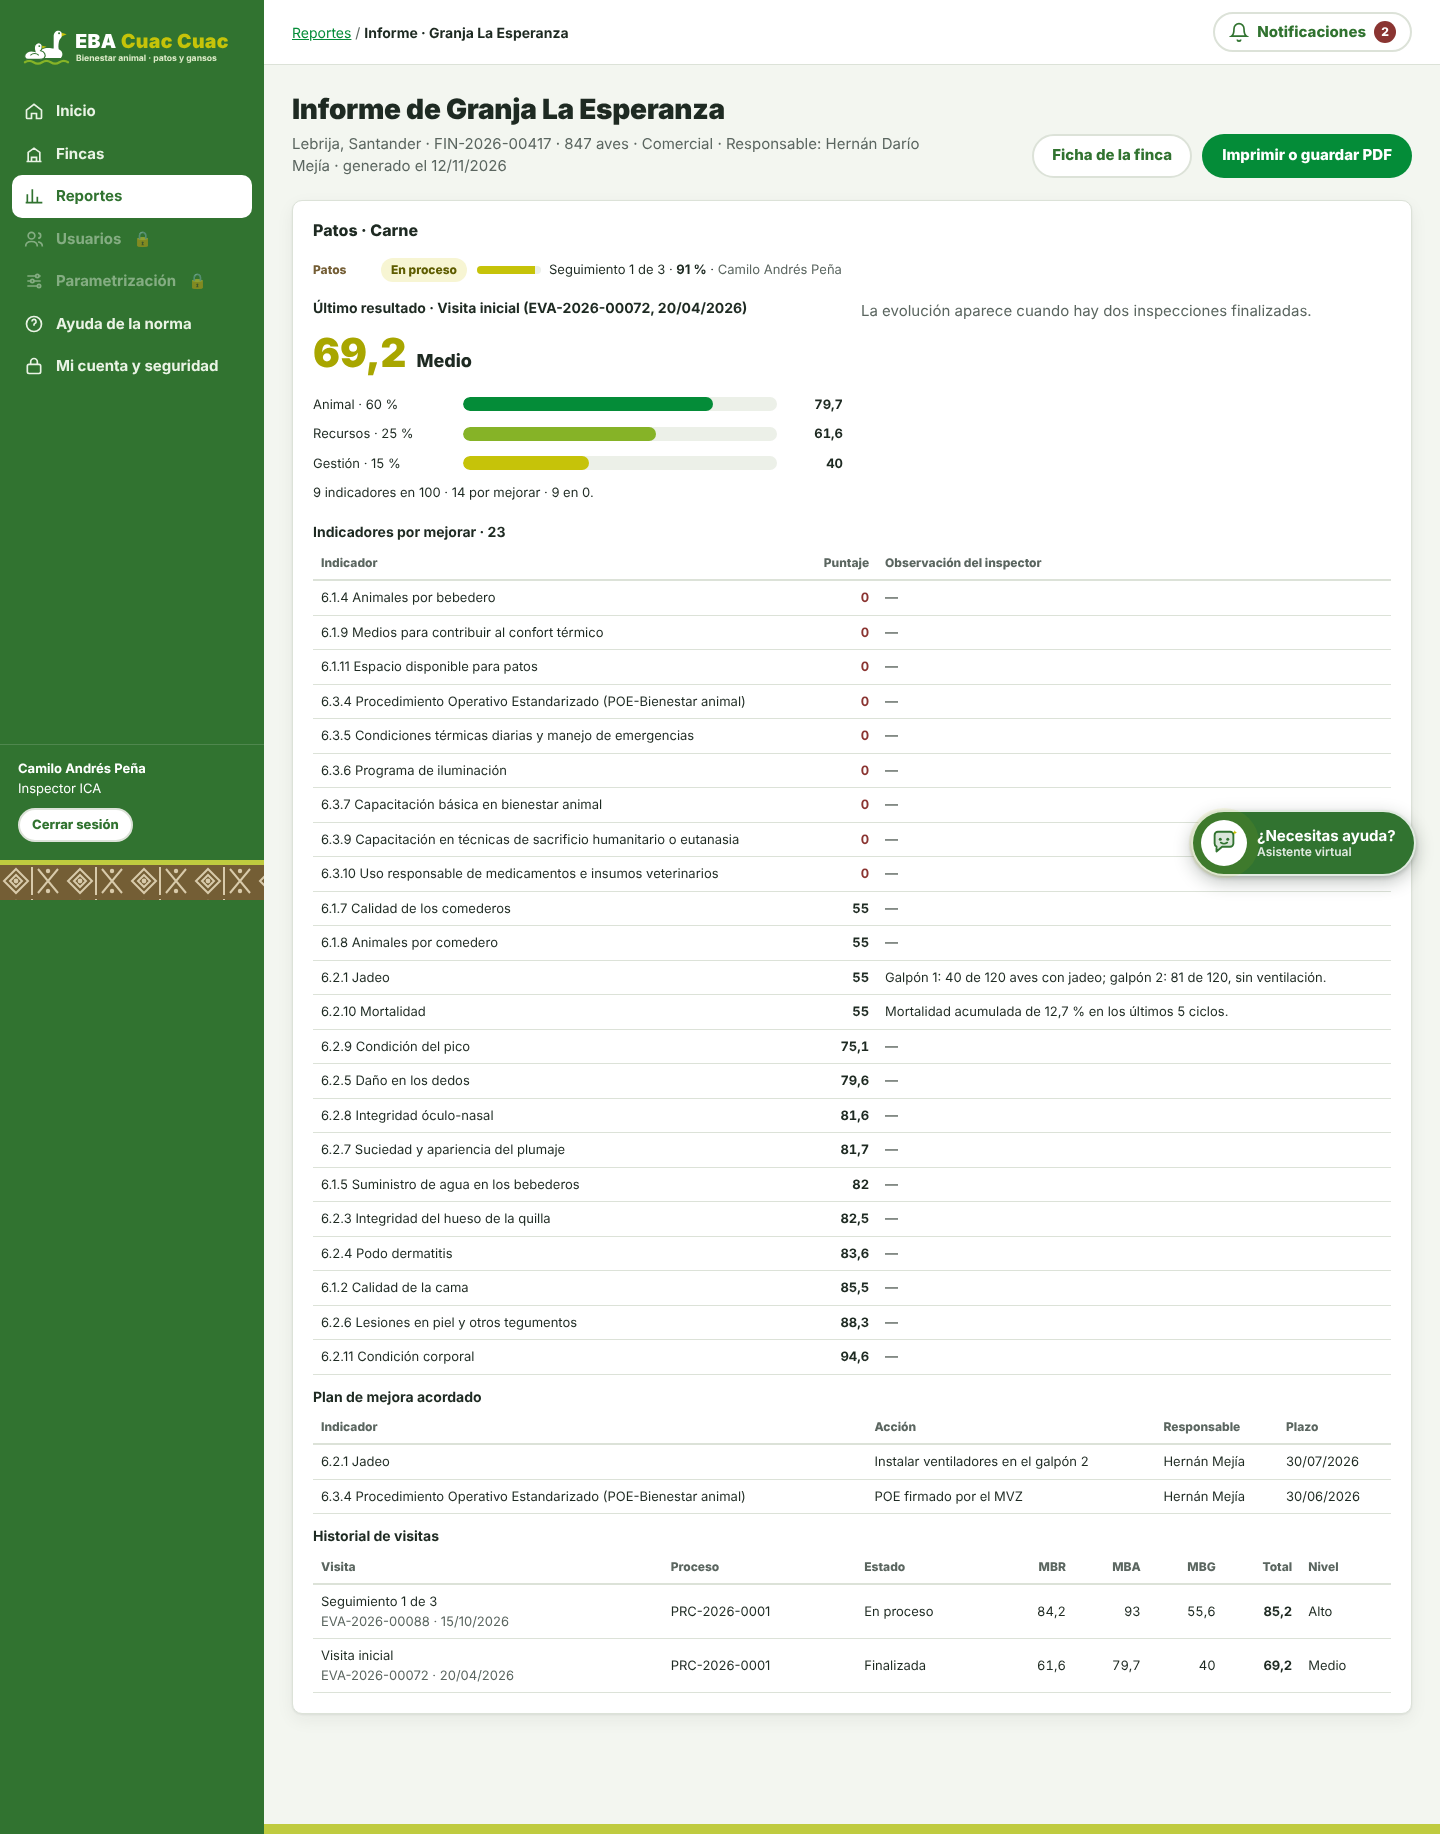 EBA Cuac Cuac
Bienestar animal · patos y gansos
Inicio
Fincas
Reportes
Usuarios
Parametrización
Ayuda de la norma
Mi cuenta y seguridad
Camilo Andrés Peña
Inspector ICA
Cerrar sesión
Reportes / Informe · Granja La Esperanza
Notificaciones 2
Informe de Granja La Esperanza
Lebrija, Santander · FIN-2026-00417 · 847 aves · Comercial · Responsable: Hernán Darío
Mejía · generado el 12/11/2026
Ficha de la finca
Imprimir o guardar PDF
Patos · Carne
Patos En proceso Seguimiento 1 de 3 · 91 % · Camilo Andrés Peña
Último resultado · Visita inicial (EVA-2026-00072, 20/04/2026)
La evolución aparece cuando hay dos inspecciones finalizadas.
69,2 Medio
Animal · 60 % 79,7
Recursos · 25 % 61,6
Gestión · 15 % 40
9 indicadores en 100 · 14 por mejorar · 9 en 0.
Indicadores por mejorar · 23
Indicador Puntaje Observación del inspector
6.1.4 Animales por bebedero 0 —
6.1.9 Medios para contribuir al confort térmico 0 —
6.1.11 Espacio disponible para patos 0 —
6.3.4 Procedimiento Operativo Estandarizado (POE-Bienestar animal) 0 —
6.3.5 Condiciones térmicas diarias y manejo de emergencias 0 —
6.3.6 Programa de iluminación 0 —
6.3.7 Capacitación básica en bienestar animal 0 —
6.3.9 Capacitación en técnicas de sacrificio humanitario o eutanasia 0 —
6.3.10 Uso responsable de medicamentos e insumos veterinarios 0 —
¿Necesitas ayuda?
Asistente virtual
6.1.7 Calidad de los comederos 55 —
6.1.8 Animales por comedero 55 —
6.2.1 Jadeo 55 Galpón 1: 40 de 120 aves con jadeo; galpón 2: 81 de 120, sin ventilación.
6.2.10 Mortalidad 55 Mortalidad acumulada de 12,7 % en los últimos 5 ciclos.
6.2.9 Condición del pico 75,1 —
6.2.5 Daño en los dedos 79,6 —
6.2.8 Integridad óculo-nasal 81,6 —
6.2.7 Suciedad y apariencia del plumaje 81,7 —
6.1.5 Suministro de agua en los bebederos 82 —
6.2.3 Integridad del hueso de la quilla 82,5 —
6.2.4 Podo dermatitis 83,6 —
6.1.2 Calidad de la cama 85,5 —
6.2.6 Lesiones en piel y otros tegumentos 88,3 —
6.2.11 Condición corporal 94,6 —
Plan de mejora acordado
Indicador Acción Responsable Plazo
6.2.1 Jadeo Instalar ventiladores en el galpón 2 Hernán Mejía 30/07/2026
6.3.4 Procedimiento Operativo Estandarizado (POE-Bienestar animal) POE firmado por el MVZ Hernán Mejía 30/06/2026
Historial de visitas
Visita Proceso Estado MBR MBA MBG Total Nivel
Seguimiento 1 de 3
EVA-2026-00088 · 15/10/2026 PRC-2026-0001 En proceso 84,2 93 55,6 85,2 Alto
Visita inicial
EVA-2026-00072 · 20/04/2026 PRC-2026-0001 Finalizada 61,6 79,7 40 69,2 Medio